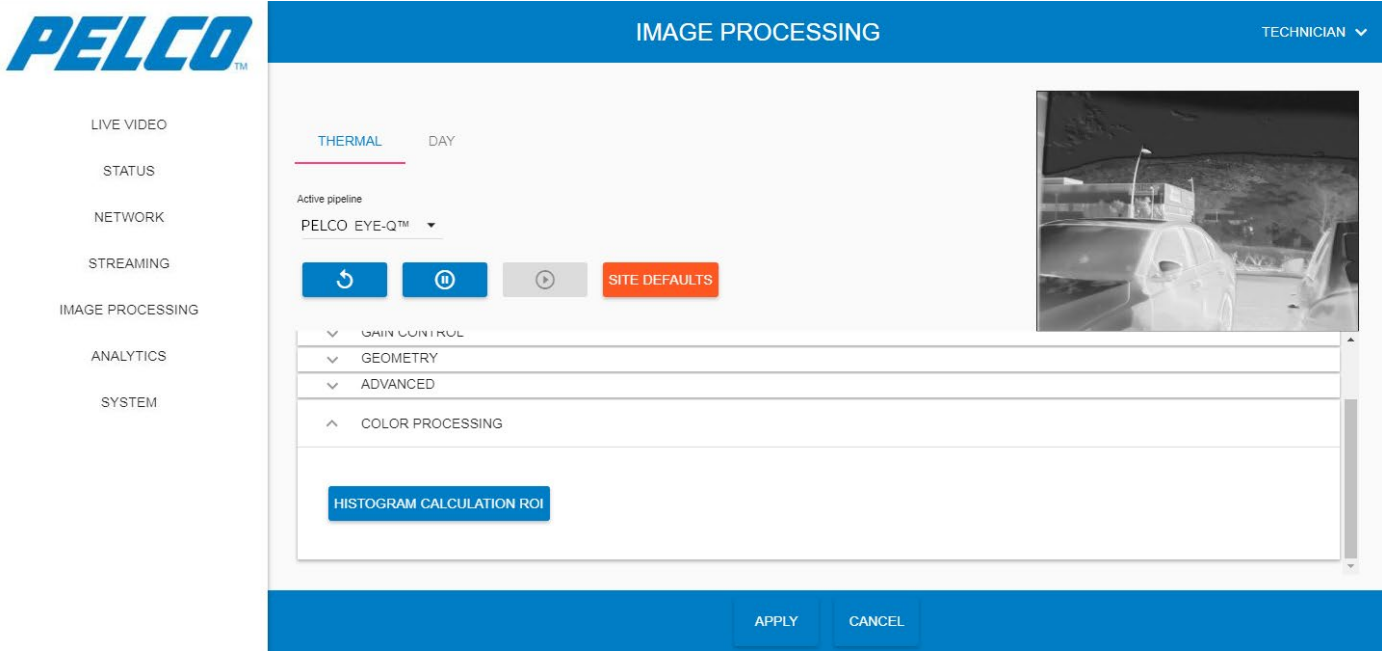 PELCO TM
IMAGE PROCESSING
TECHNICIAN
LIVE VIDEO
STATUS
NETWORK
STREAMING
IMAGE PROCESSING
ANALYTICS
SYSTEM
THERMAL DAY
Active pipeline
PELCO EYE-Q™
SITE DEFAULTS
GAIN CONTROL
GEOMETRY
ADVANCED
COLOR PROCESSING
HISTOGRAM CALCULATION ROI
APPLY CANCEL